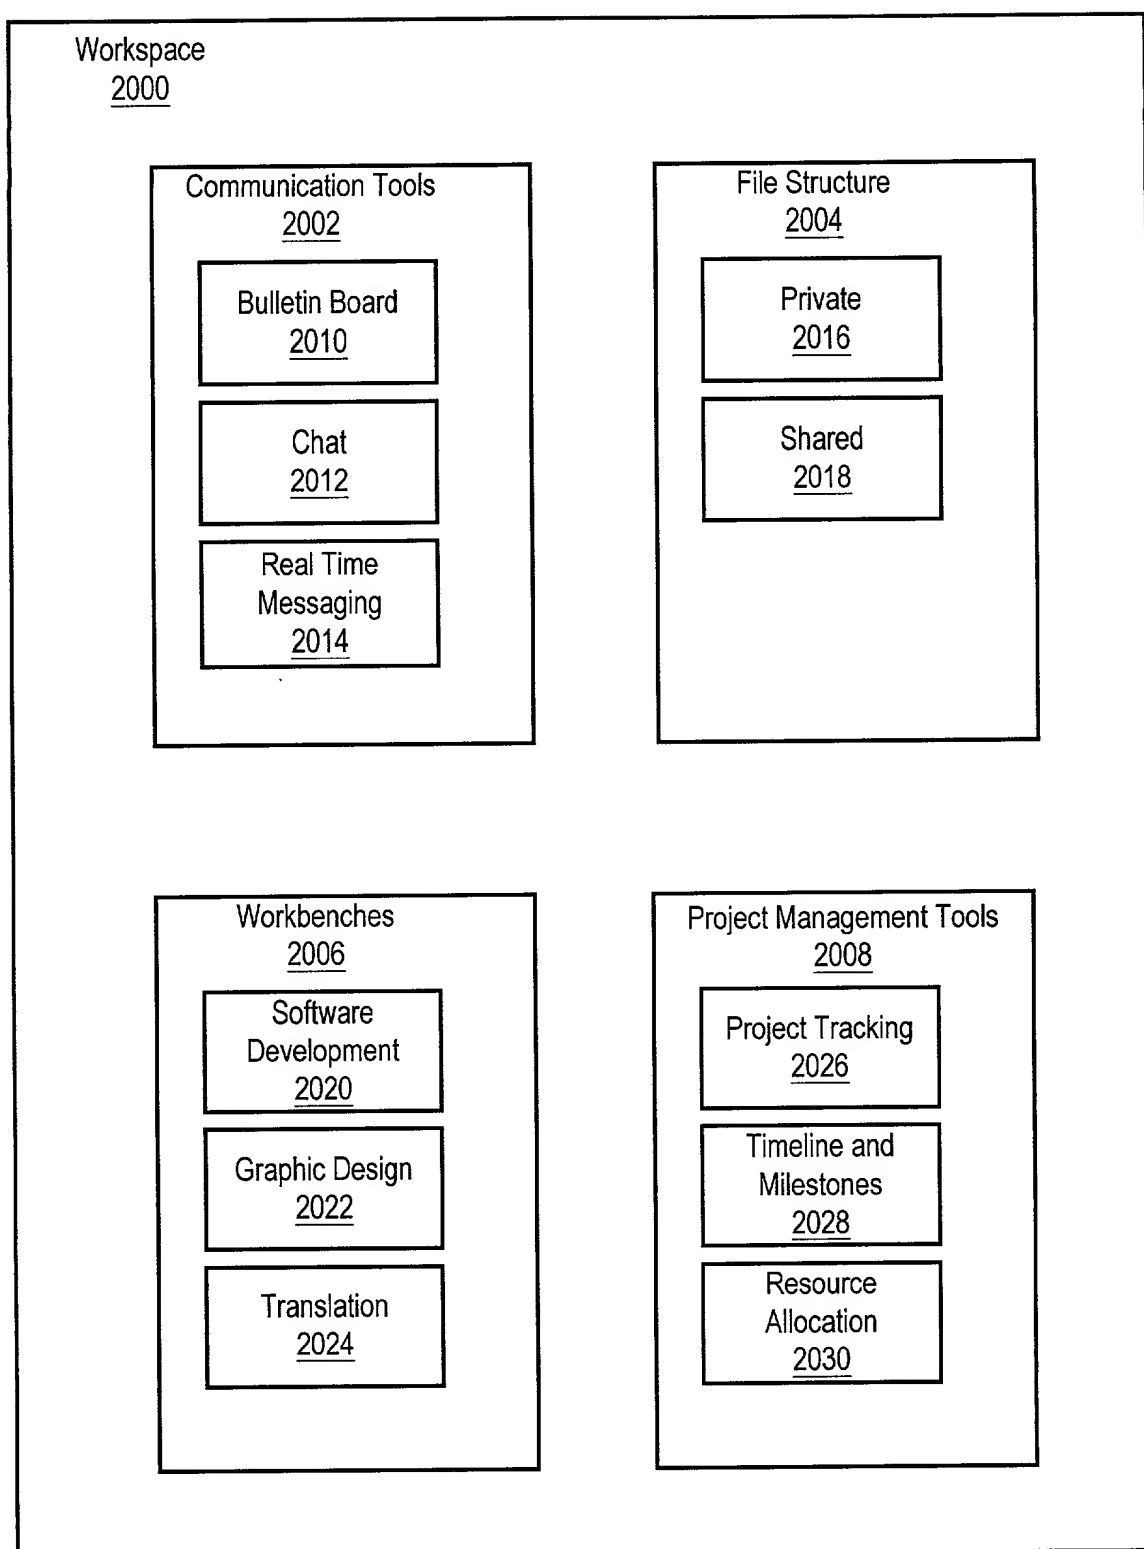 Workspace
2000
Communication Tools
2002
Bulletin Board
2010
Chat
2012
Real Time
Messaging
2014
File Structure
2004
Private
2016
Shared
2018
Workbenches
2006
Software
Development
2020
Graphic Design
2022
Translation
2024
Project Management Tools
2008
Project Tracking
2026
Timeline and
Milestones
2028
Resource
Allocation
2030